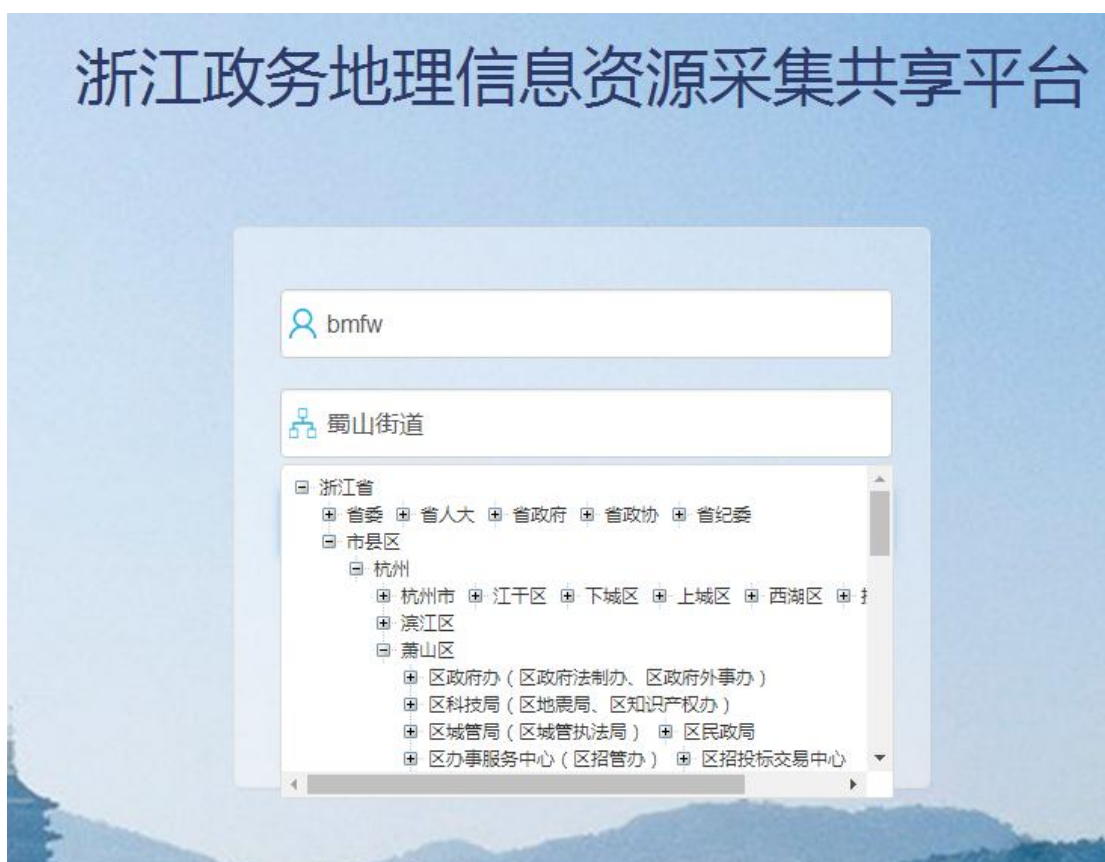 浙江政务地理信息资源采集共享平台
bmfw
蜀山街道
浙江省
省委 省人大 省政府 省政协 省纪委
市县区
杭州
杭州市 江干区 下城区 上城区 西湖区
滨江区
萧山区
区政府办（区政府法制办、区政府外事办）
区科技局（区地震局、区知识产权办）
区城管局（区城管执法局） 区民政局
区办事服务中心（区招管办） 区招投标交易中心